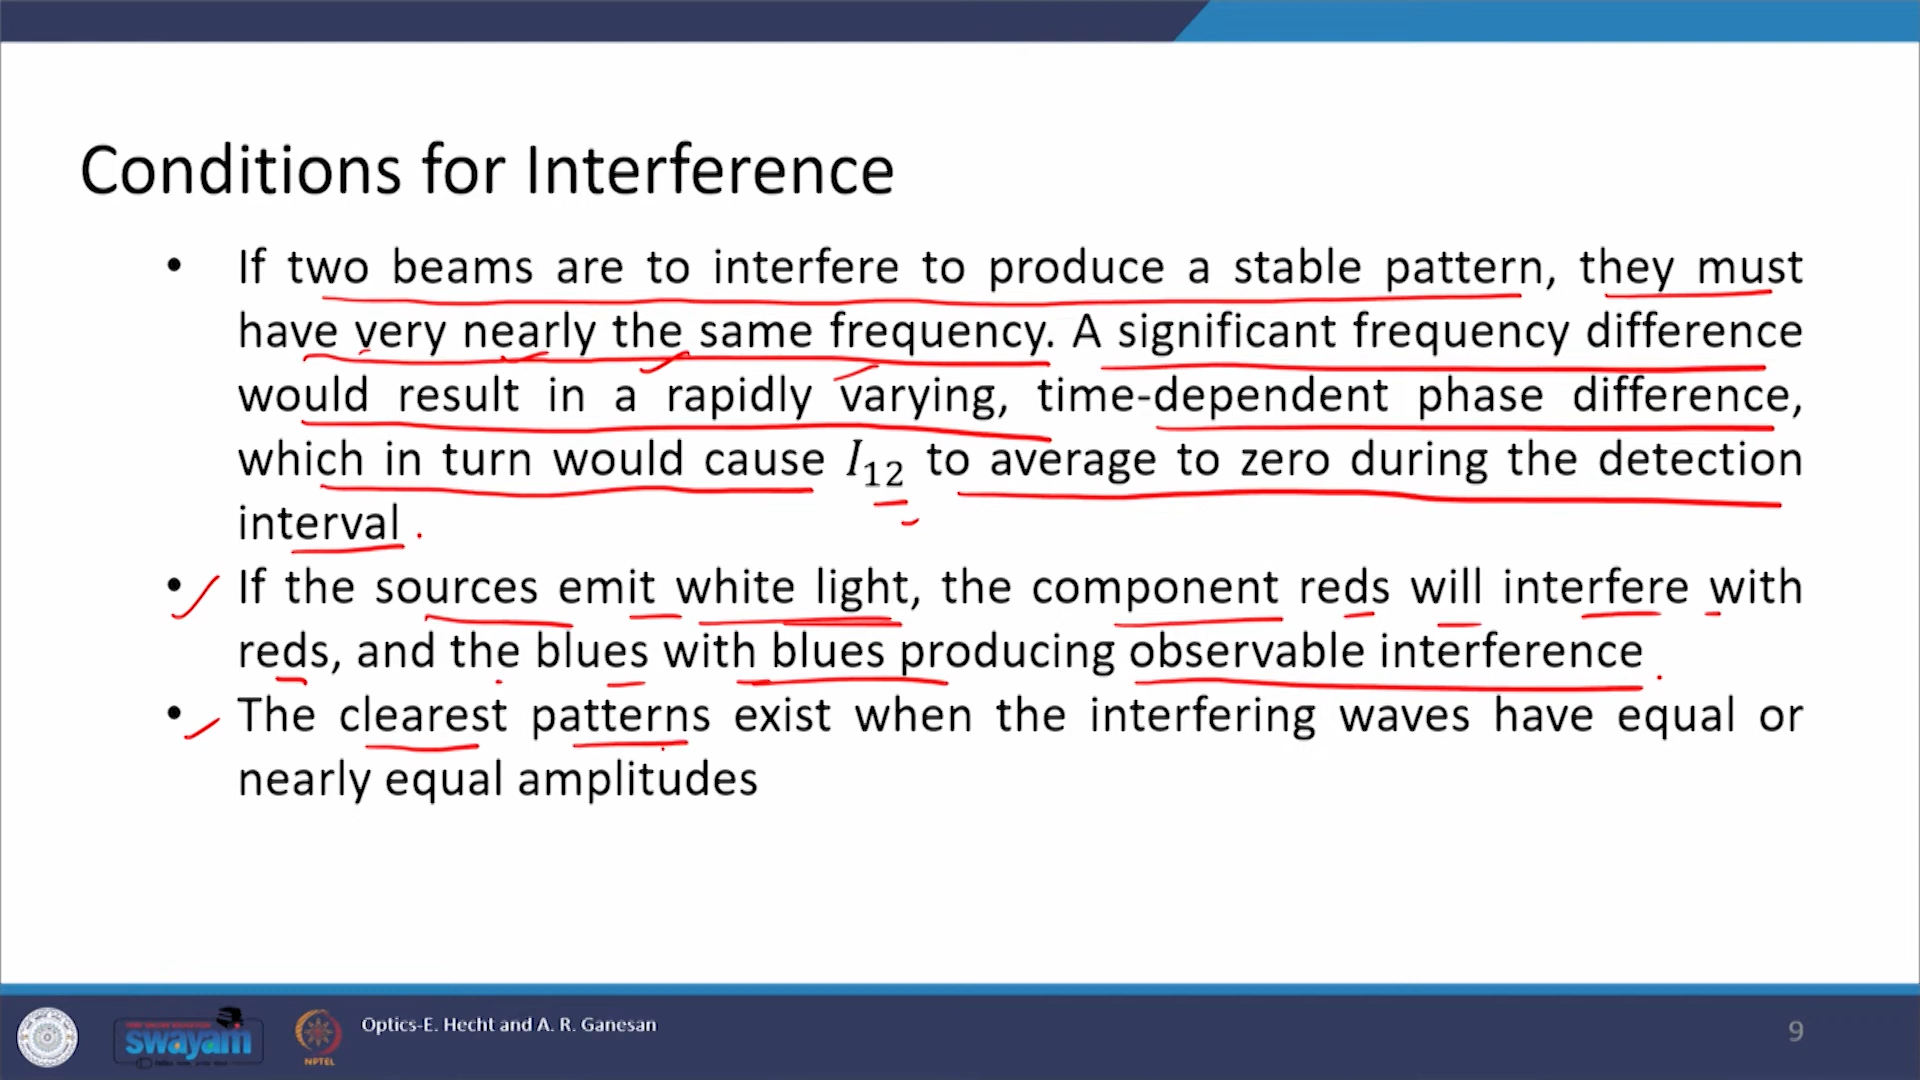 Conditions for Interference
• If two beams are to interfere to produce a stable pattern, they must
have very nearly the same frequency. A significant frequency difference
would result in a rapidly varying, time-dependent phase difference,
which in turn would cause I₁₂ to average to zero during the detection
interval
• If the sources emit white light, the component reds will interfere with
reds, and the blues with blues producing observable interference
• The clearest patterns exist when the interfering waves have equal or
nearly equal amplitudes
swayam
NPTEL
Optics-E. Hecht and A. R. Ganesan
9